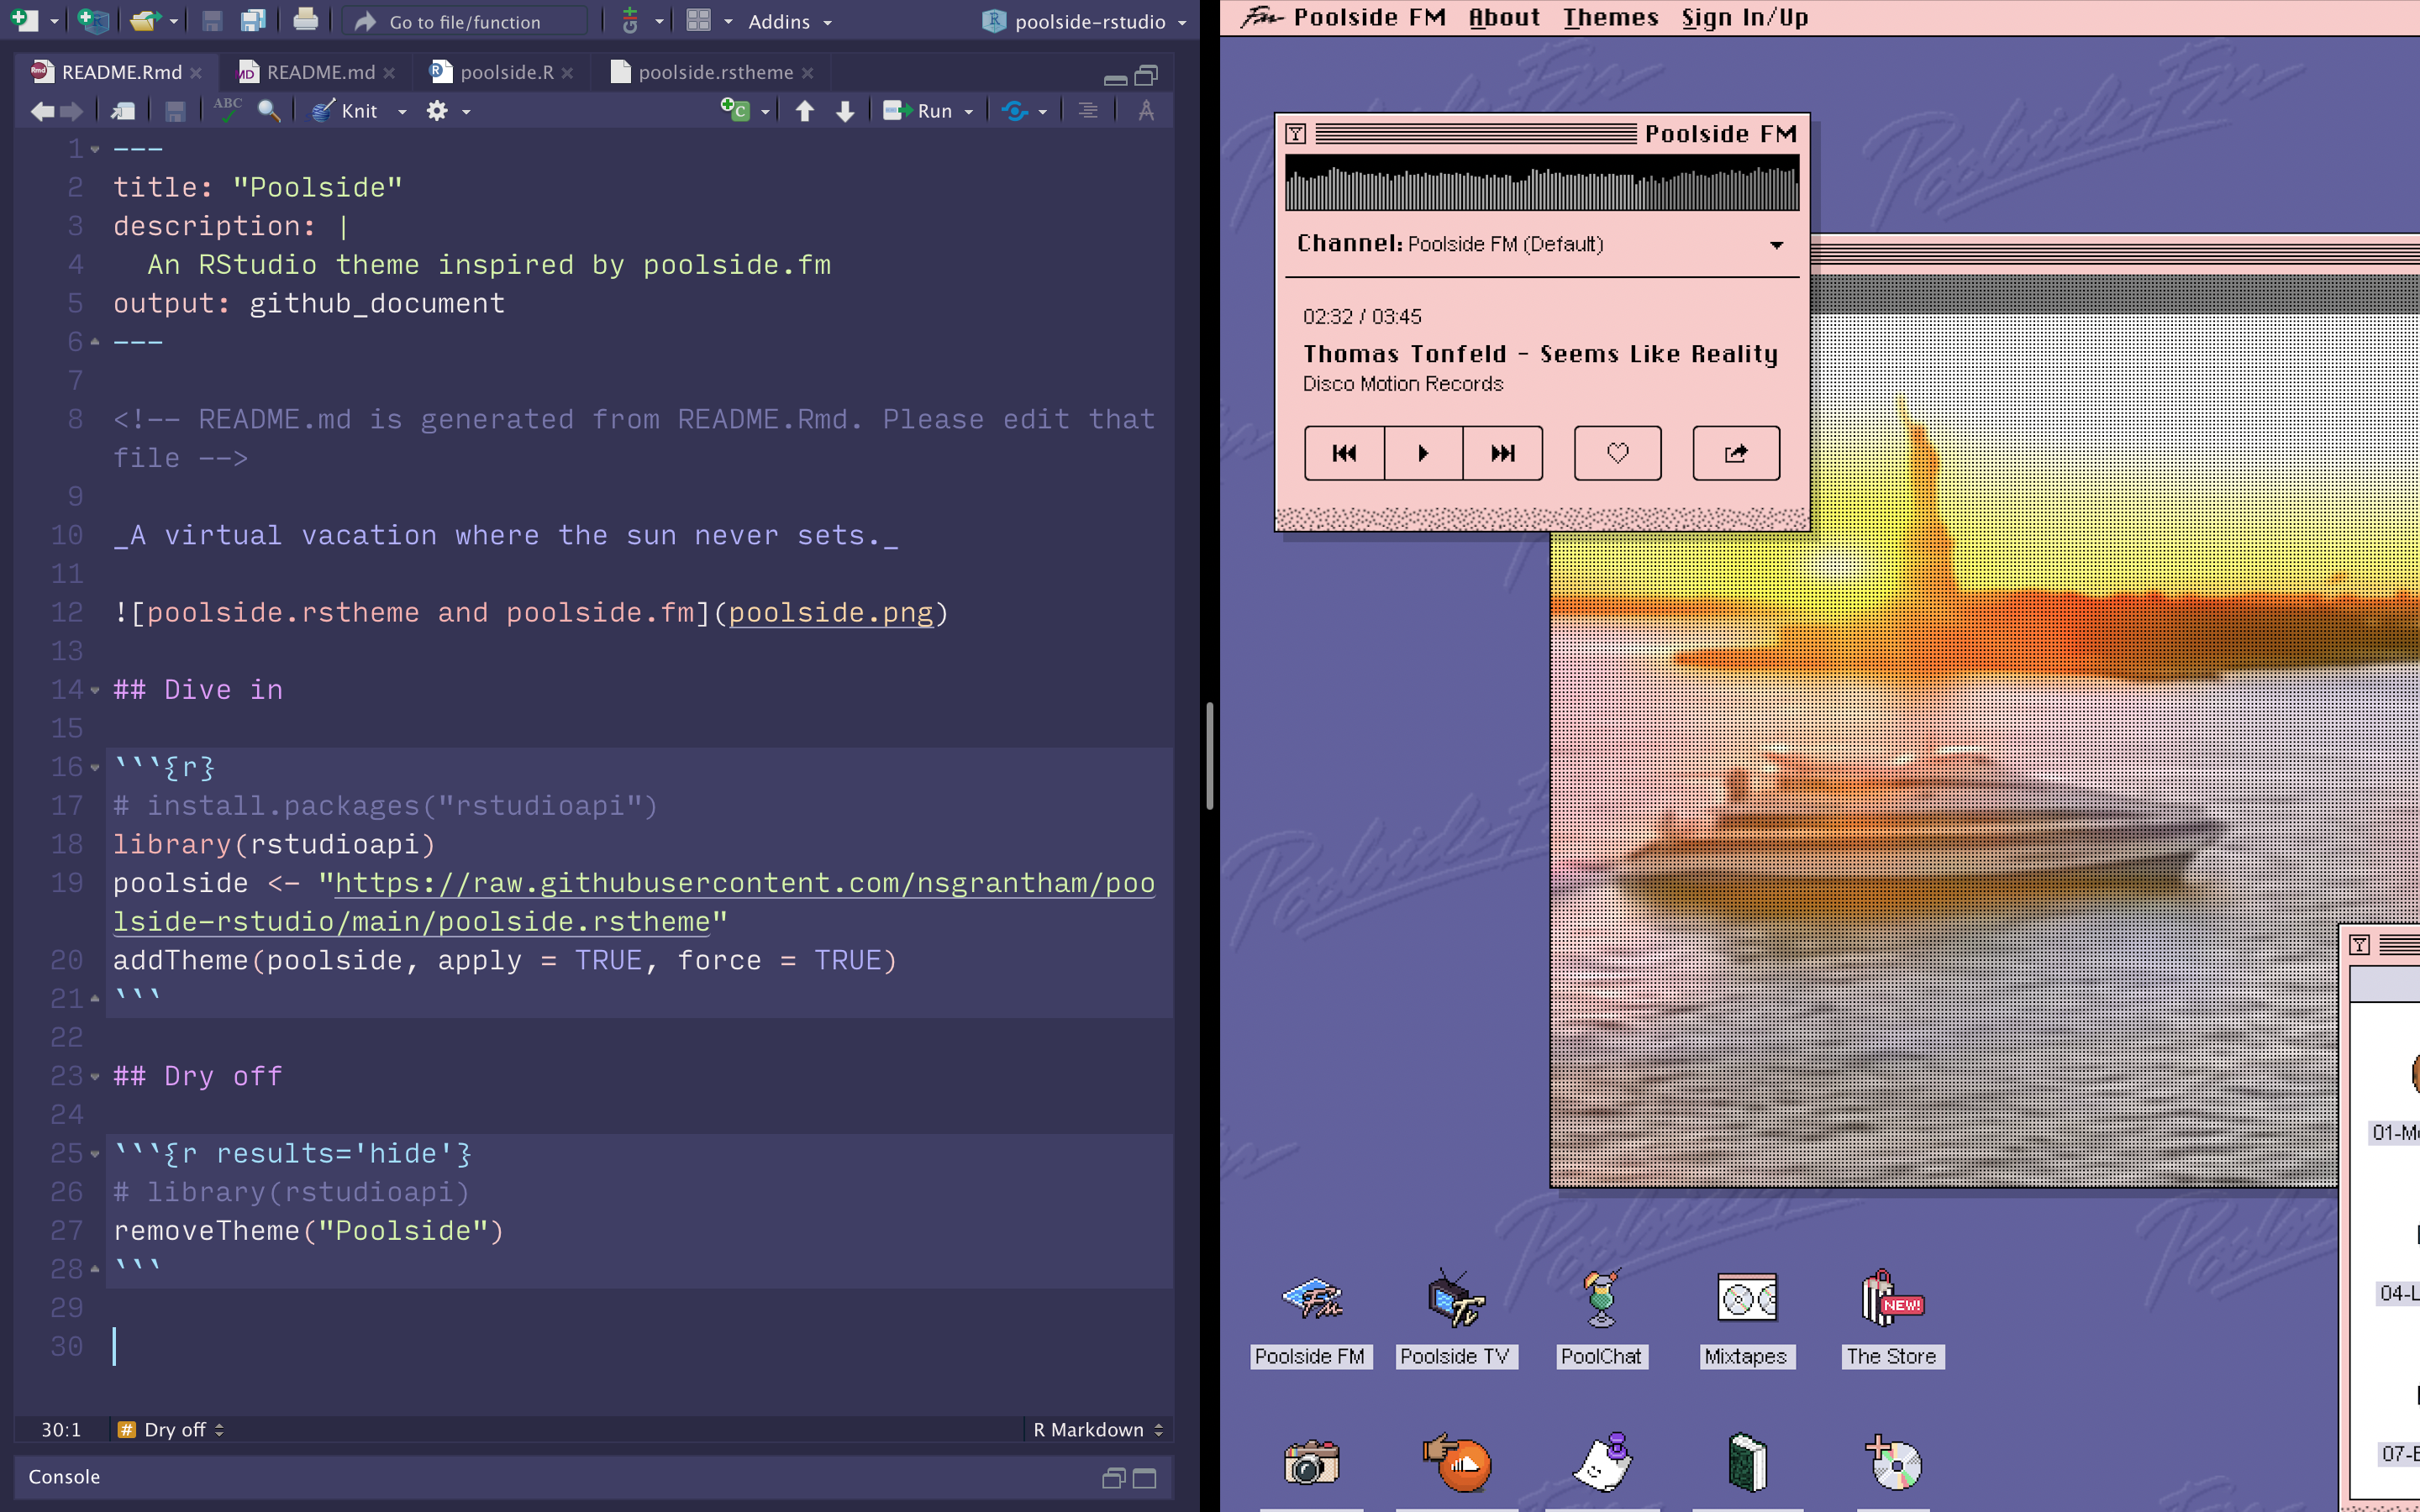 Go to file/function
Addins
poolside-rstudio
README.Rmd
README.md
poolside.R
poolside.rstheme
ABC
Knit
Run
1 ---
2 title: "Poolside"
3 description: |
4 An RStudio theme inspired by poolside.fm
5 output: github_document
6 ---
7
8 <!-- README.md is generated from README.Rmd. Please edit that
file -->
9
10 _A virtual vacation where the sun never sets._
11
12 ![poolside.rstheme and poolside.fm](poolside.png)
13
14 ## Dive in
15
16 ```{r}
17 # install.packages("rstudioapi")
18 library(rstudioapi)
19 poolside <- "https://raw.githubusercontent.com/nsgrantham/poo
lside-rstudio/main/poolside.rstheme"
20 addTheme(poolside, apply = TRUE, force = TRUE)
21 ```
22
23 ## Dry off
24
25 ```{r results='hide'}
26 # library(rstudioapi)
27 removeTheme("Poolside")
28 ```
29
30
30:1
# Dry off
R Markdown
Console
Fm Poolside FM About Themes Sign In/Up
Poolside FM
Channel: Poolside FM (Default)
02:32 / 03:45
Thomas Tonfeld - Seems Like Reality
Disco Motion Records
Poolside Fm
NEW!
Poolside FM
Poolside TV
PoolChat
Mixtapes
The Store